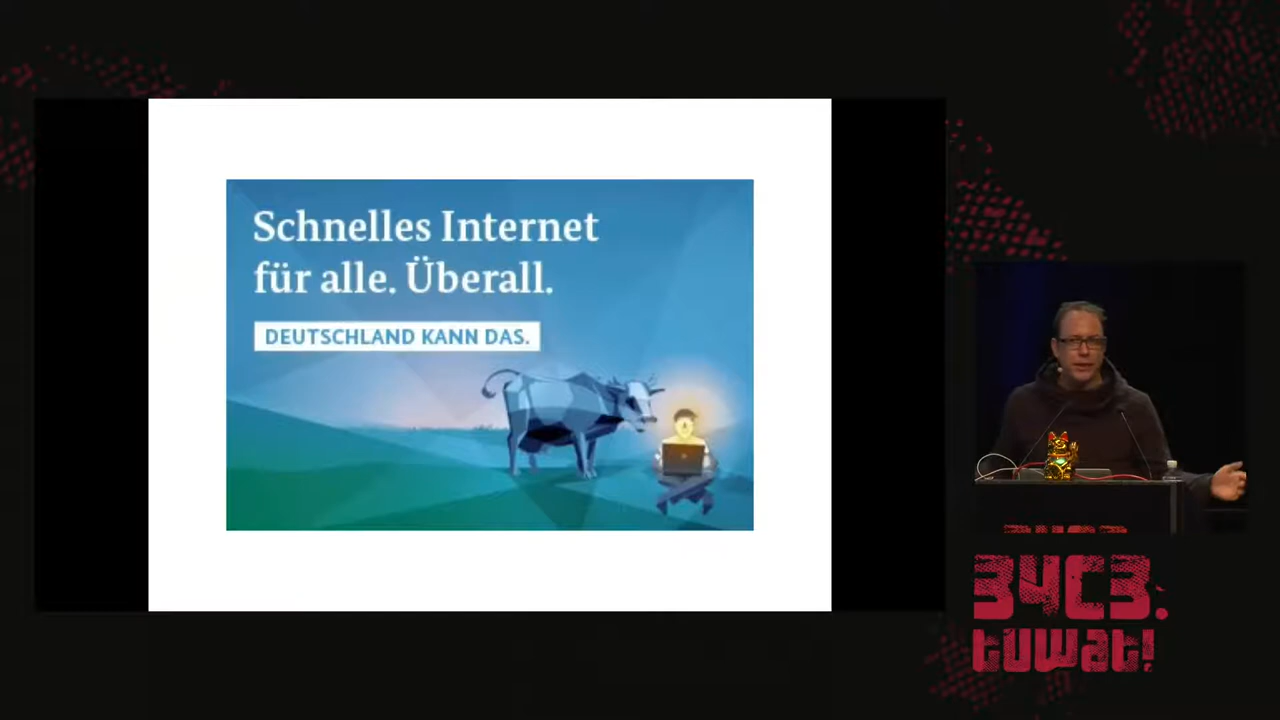 Schnelles Internet
für alle. Überall.
DEUTSCHLAND KANN DAS.
34C3.
tuwat!